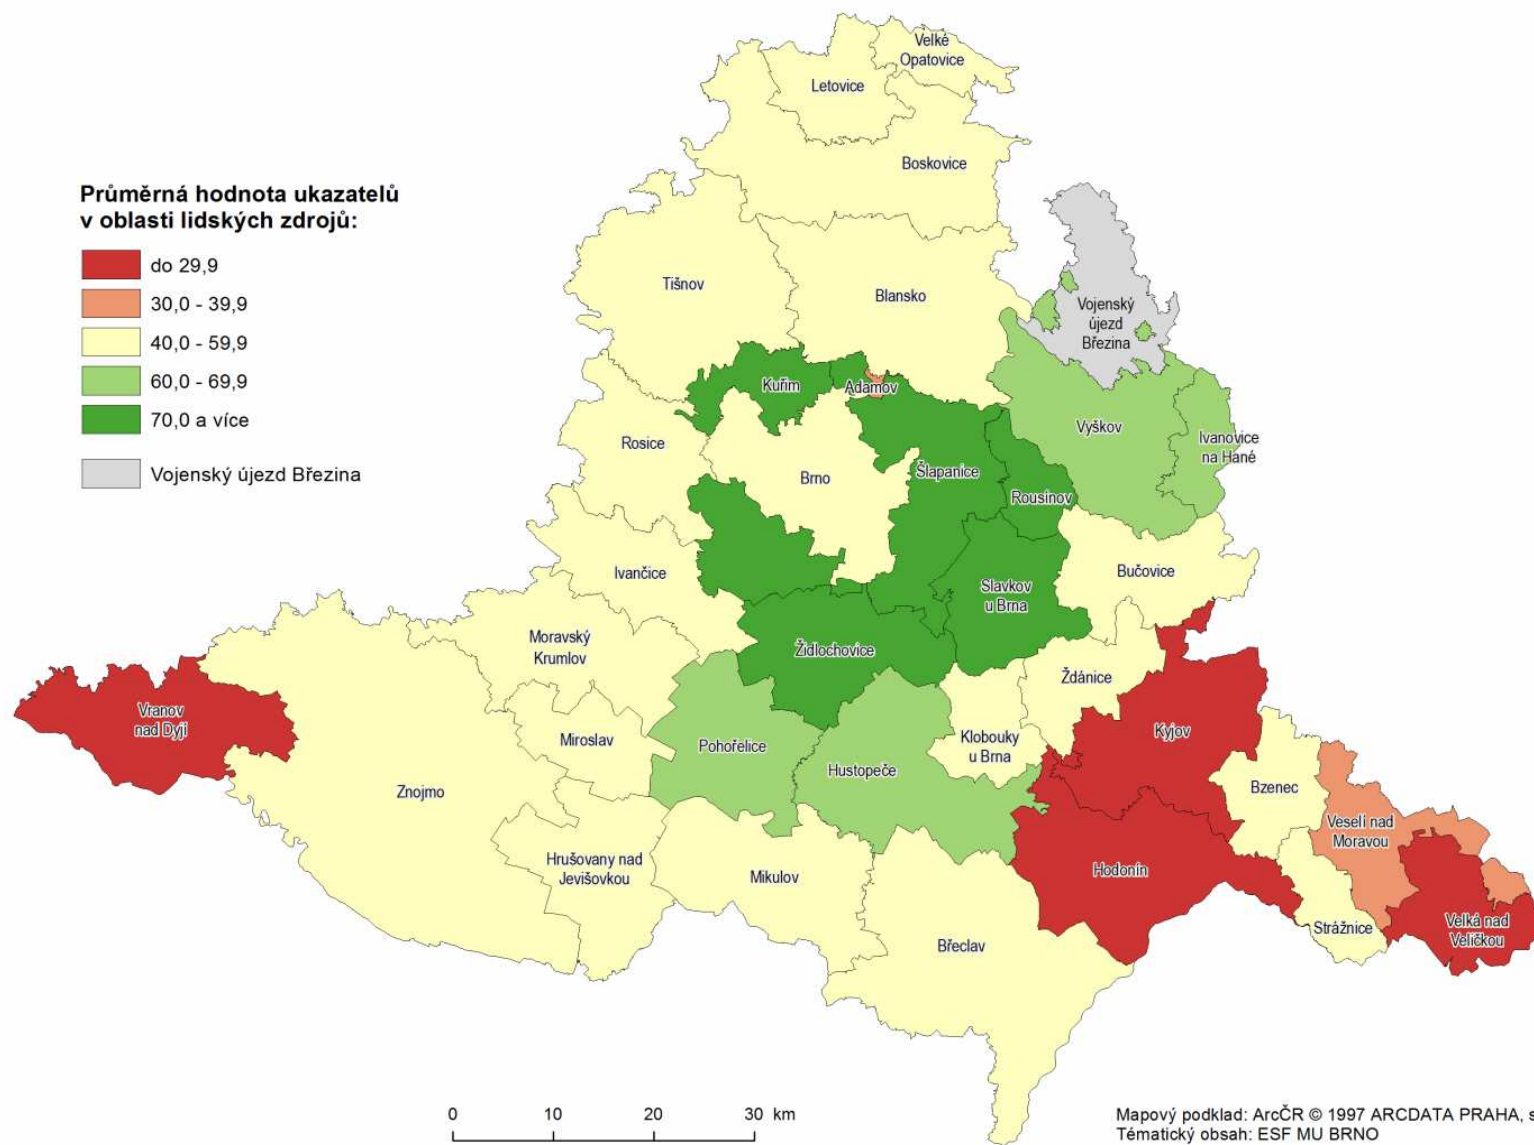 Průměrná hodnota ukazatelů
v oblasti lidských zdrojů:
do 29,9
30,0 - 39,9
40,0 - 59,9
60,0 - 69,9
70,0 a více
Vojenský újezd Březina
Velké
Opatovice
Letovice
Boskovice
Tišnov
Blansko
Vojenský
újezd
Březina
Kuřim
Adamov
Vyškov
Ivanovice
na Hané
Rosice
Brno
Šlapanice
Rousínov
Ivančice
Slavkov
u Brna
Bučovice
Moravský
Krumlov
Židlochovice
Ždánice
Vranov
nad Dyjí
Miroslav
Pohořelice
Hustopeče
Klobouky
u Brna
Kyjov
Znojmo
Bzenec
Veselí nad
Moravou
Hrušovany nad
Jevišovkou
Mikulov
Hodonín
Břeclav
Strážnice
Velká nad
Veličkou
0 10 20 30 km
Mapový podklad: ArcČR © 1997 ARCDATA PRAHA, s
Tématický obsah: ESF MU BRNO